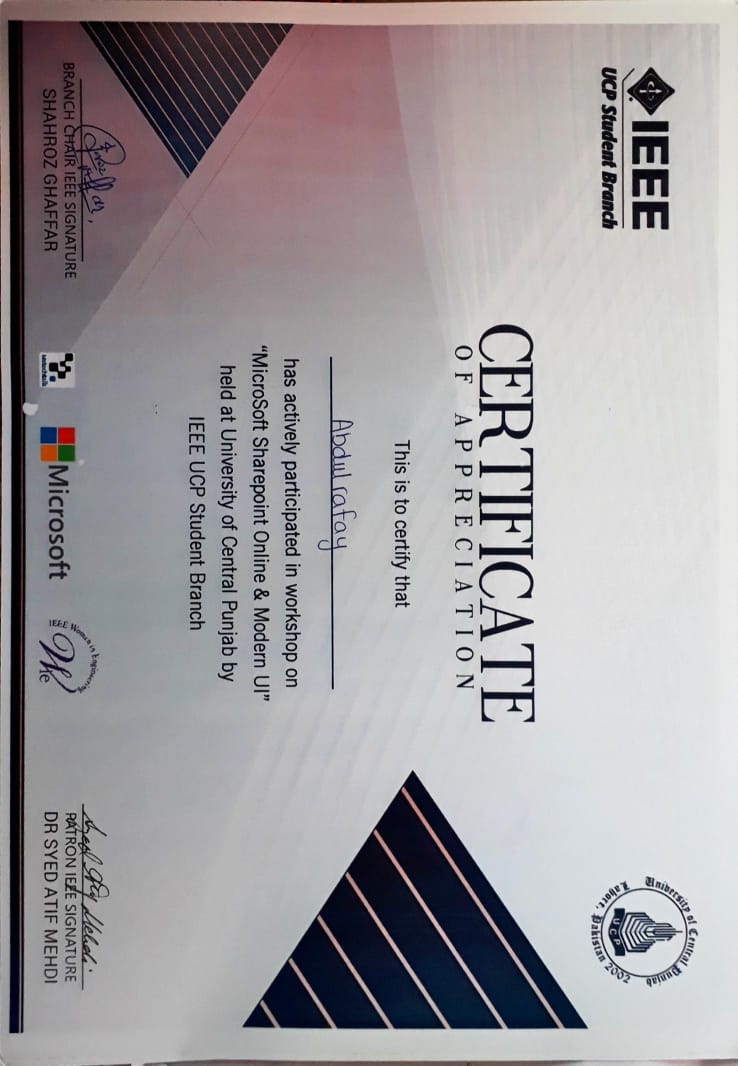 IEEE
UCP Student Branch
University of Central Punjab
Lahore, Pakistan 2002
UCP
CERTIFICATE
OF APPRECIATION
This is to certify that
Abdulrafay
has actively participated in workshop on
“MicroSoft Sharepoint Online & Modern UI”
held at University of Central Punjab by
IEEE UCP Student Branch
BRANCH CHAIR IEEE SIGNATURE
SHAHROZ GHAFFAR
Microsoft
IEEE Women in Engineering
Wie
Syed Atif Mehdi
PATRON IEEE SIGNATURE
DR SYED ATIF MEHDI